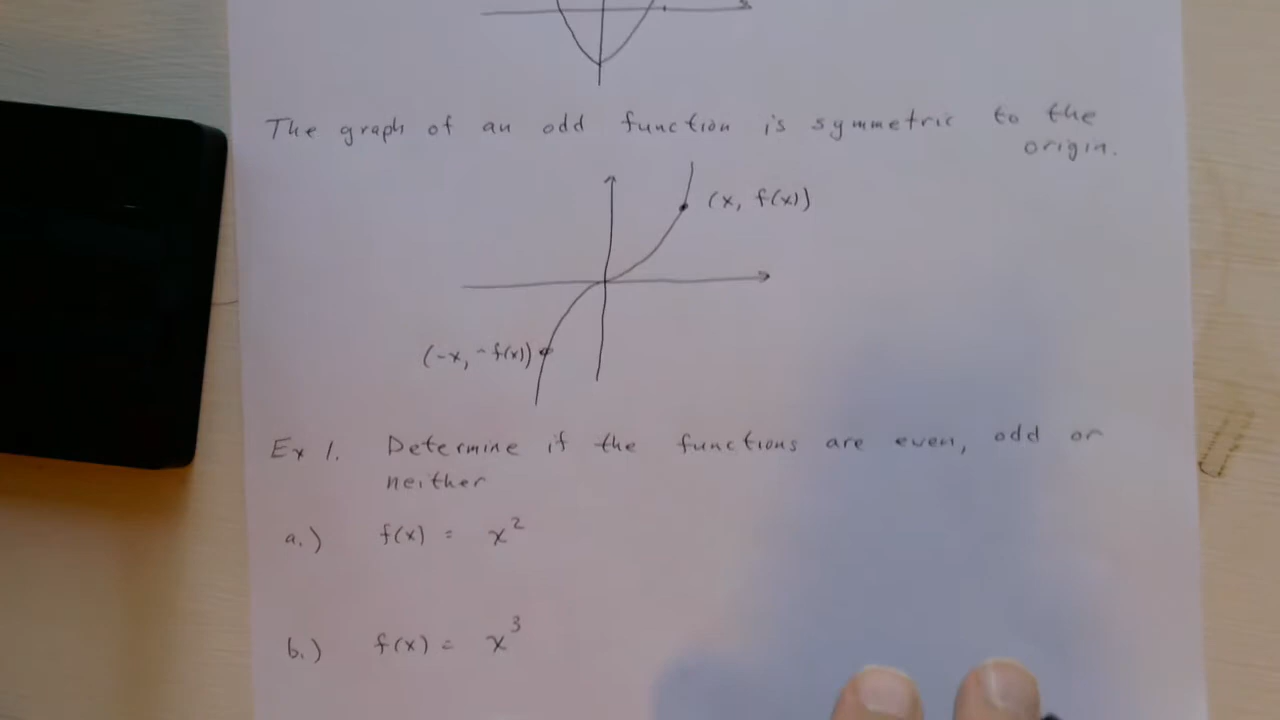 The graph of an odd function is symmetric to the
origin.
(x, f(x))
(-x, -f(x))
Ex 1. Determine if the functions are even, odd or
neither
a.) f(x) = x²
b.) f(x) = x³